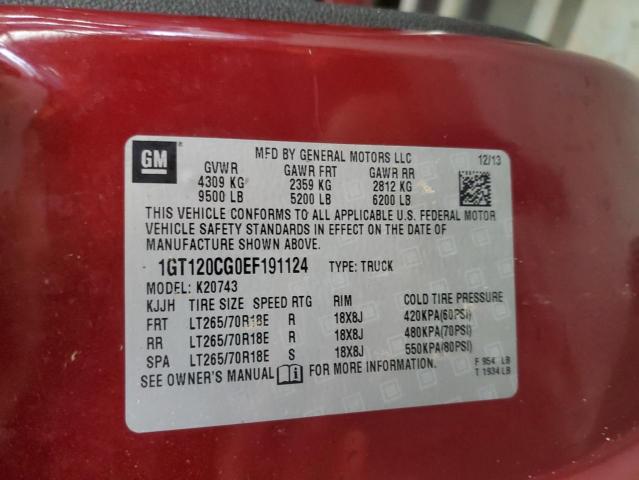 GM
MFD BY GENERAL MOTORS LLC 12/13
GVWR GAWR FRT GAWR RR
4309 KG 2359 KG 2812 KG
9500 LB 5200 LB 6200 LB
THIS VEHICLE CONFORMS TO ALL APPLICABLE U.S. FEDERAL MOTOR
VEHICLE SAFETY STANDARDS IN EFFECT ON THE DATE OF
MANUFACTURE SHOWN ABOVE.
1GT120CG0EF191124 TYPE: TRUCK
MODEL: K20743
KJJH TIRE SIZE SPEED RTG RIM COLD TIRE PRESSURE
FRT LT265/70R18E R 18X8J 420KPA(60PSI)
RR LT265/70R18E R 18X8J 480KPA(70PSI)
SPA LT265/70R18E S 18X8J 550KPA(80PSI)
SEE OWNER'S MANUAL FOR MORE INFORMATION.
F 954 LB
T 1934 LB